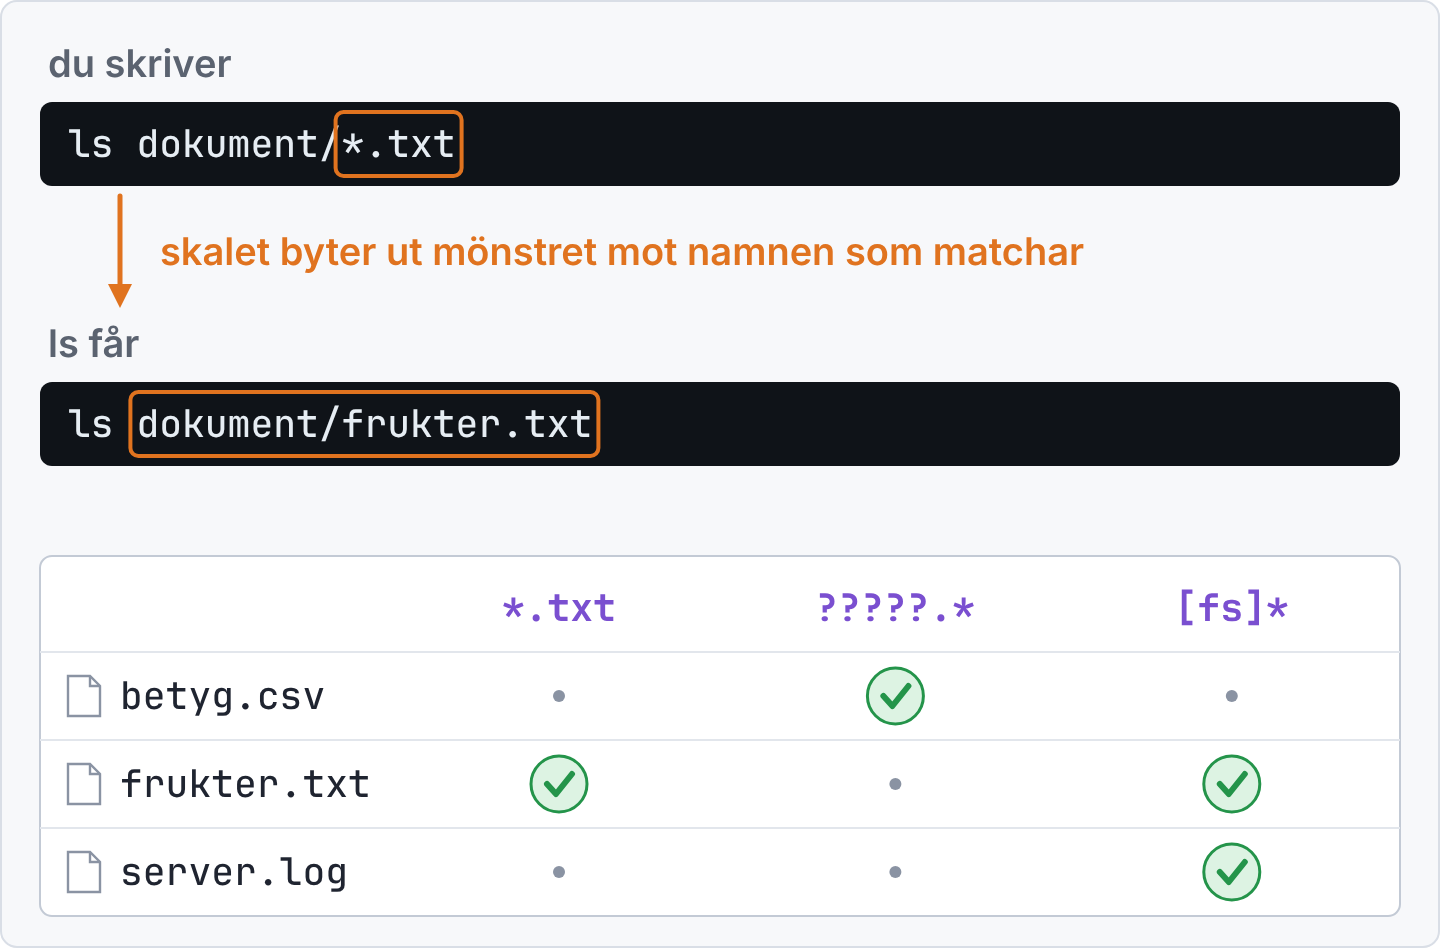 du skriver
ls dokument/*.txt
skalet byter ut mönstret mot namnen som matchar
ls får
ls dokument/frukter.txt
*.txt ?????.* [fs]*
betyg.csv
frukter.txt
server.log